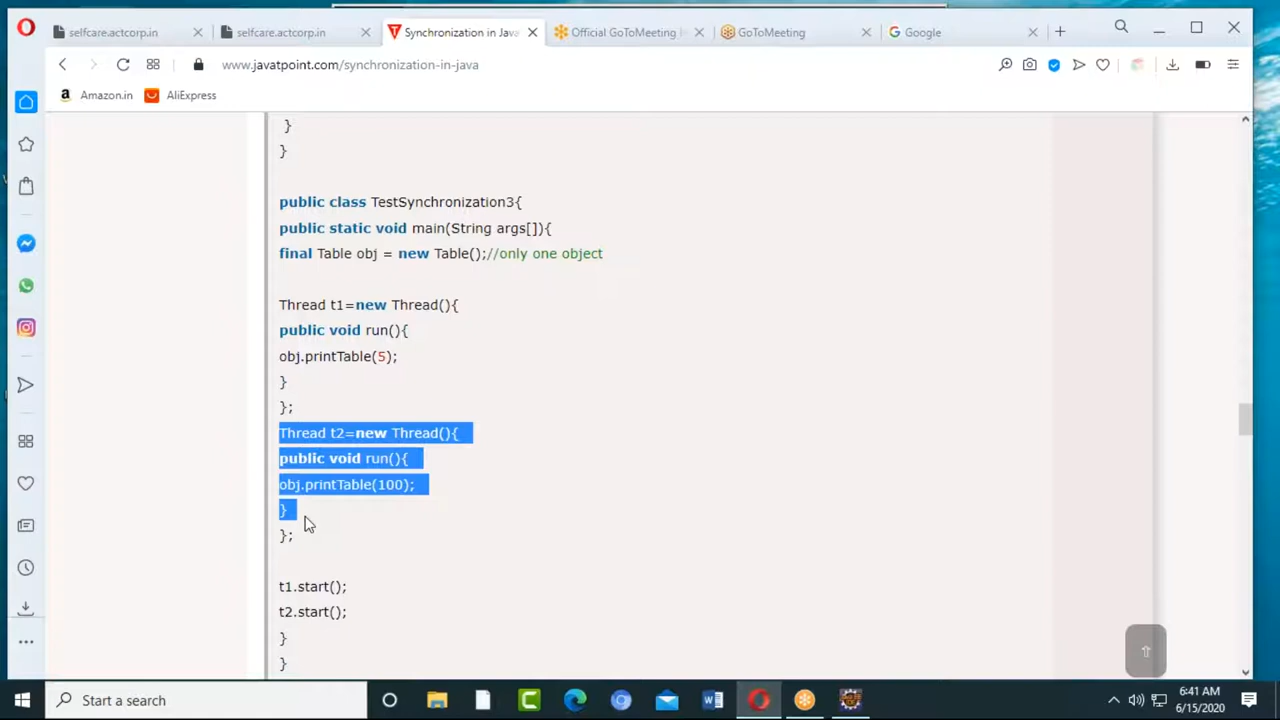 selfcare.actcorp.in
selfcare.actcorp.in
Synchronization in Java
Official GoToMeeting
GoToMeeting
Google
www.javatpoint.com/synchronization-in-java
Amazon.in
AliExpress
}
}
public class TestSynchronization3{
public static void main(String args[]){
final Table obj = new Table();//only one object
Thread t1=new Thread(){
public void run(){
obj.printTable(5);
}
};
Thread t2=new Thread(){
public void run(){
obj.printTable(100);
}
};
t1.start();
t2.start();
}
}
Start a search
6:41 AM
6/15/2020